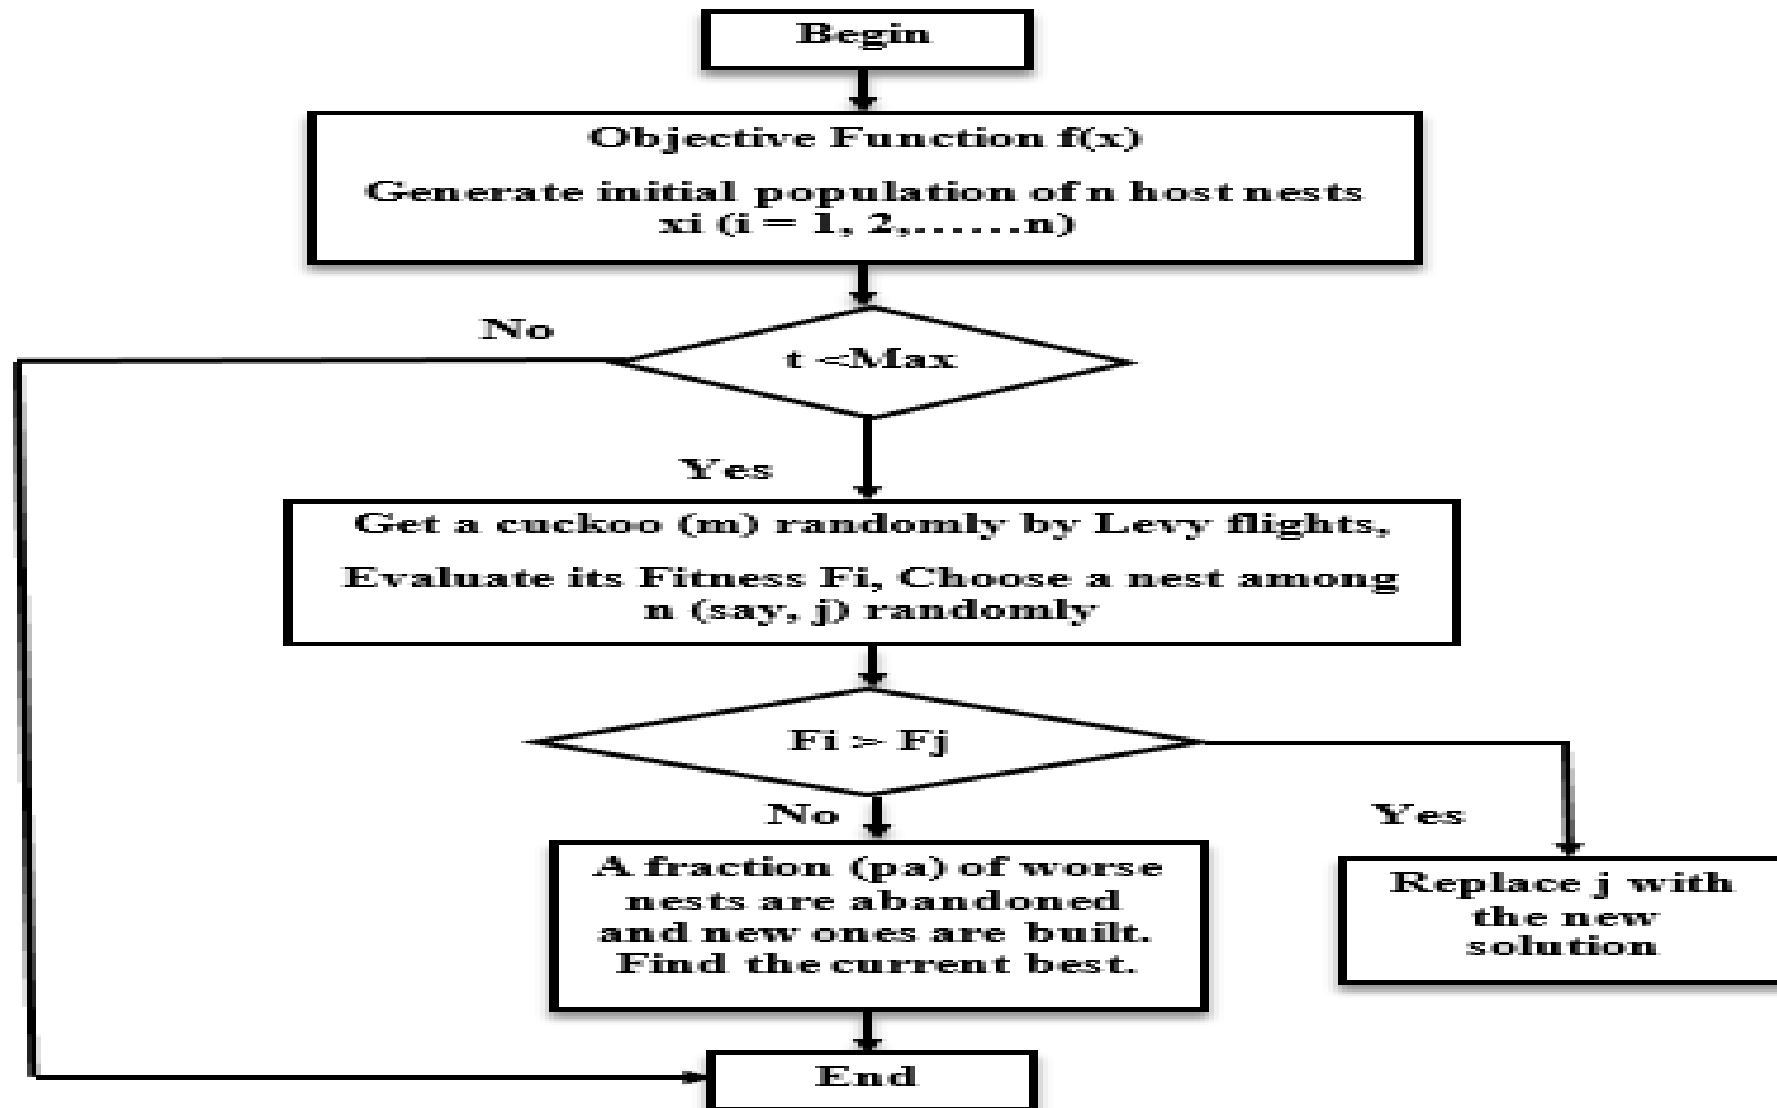 Begin
Objective Function f(x)
Generate initial population of n host nests
xi (i = 1, 2,......n)
No
t <Max
Yes
Get a cuckoo (m) randomly by Levy flights,
Evaluate its Fitness Fi, Choose a nest among
n (say, j) randomly
Fi > Fj
No
Yes
A fraction (pa) of worse
nests are abandoned
and new ones are built.
Find the current best.
Replace j with
the new
solution
End